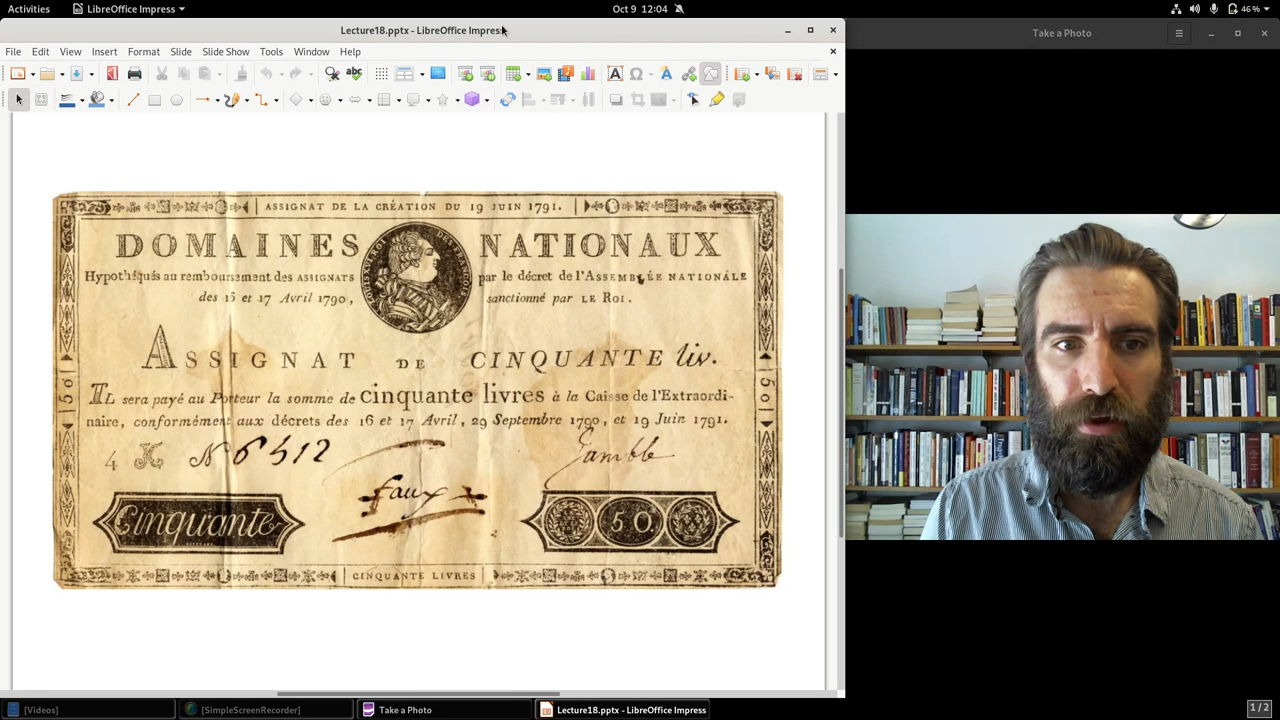 Activities LibreOffice Impress Oct 9 12:04 46 %
Lecture18.pptx - LibreOffice Impress
Take a Photo
File Edit View Insert Format Slide Slide Show Tools Window Help
ASSIGNAT DE LA CRÉATION DU 19 JUIN 1791.
DOMAINES NATIONAUX
Hypothéqués au remboursement des ASSIGNATS par le décret de l'ASSEMBLÉE NATIONALE
des 16 et 17 Avril 1790, sanctionné par LE ROI.
ASSIGNAT DE CINQUANTE liv.
IL sera payé au Porteur la somme de cinquante livres à la Caisse de l'Extraordi-
naire, conformément aux décrets des 16 et 17 Avril, 29 Septembre 1790, et 19 Juin 1791.
50
50
4 N 6512
faux
Cinquante
50
CINQUANTE LIVRES
[Videos] [SimpleScreenRecorder] Take a Photo Lecture18.pptx - LibreOffice Impress 1/2